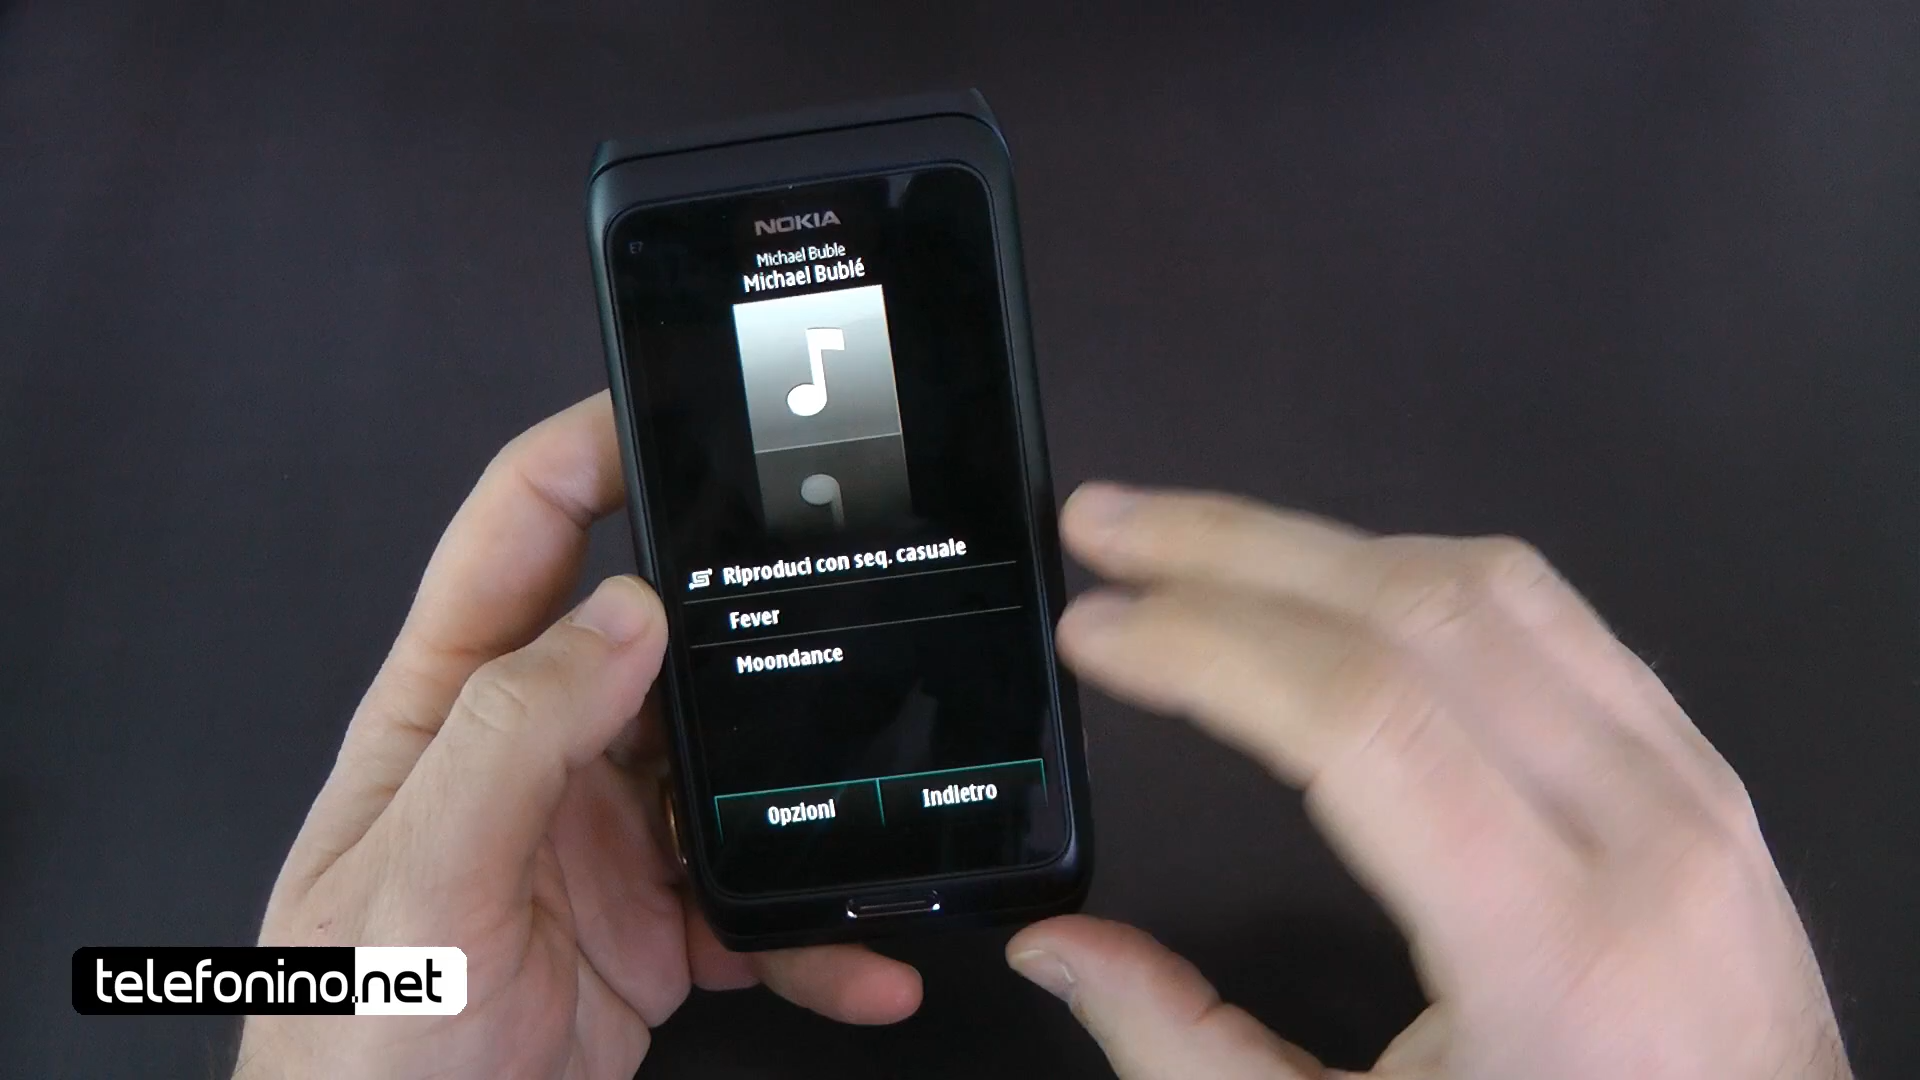 NOKIA
E7
Michael Buble
Michael Bublé
Riproduci con seq. casuale
Fever
Moondance
Opzioni
Indietro
telefonino.net